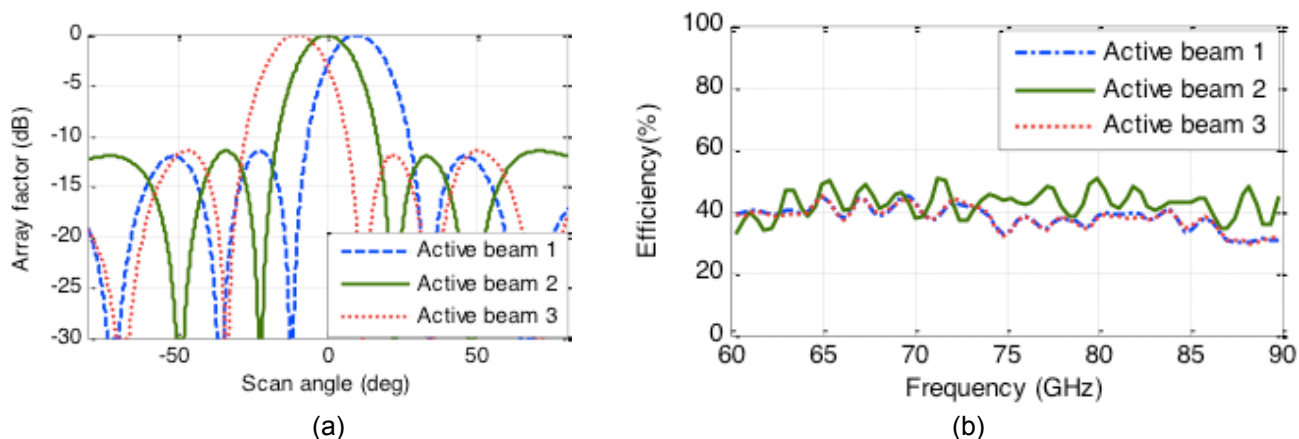 0
-5
-10
-15
-20
-25
-30
Array factor (dB)
-50 0 50
Scan angle (deg)
Active beam 1
Active beam 2
Active beam 3
(a)
100
80
60
40
20
0
Efficiency(%)
60 65 70 75 80 85 90
Frequency (GHz)
Active beam 1
Active beam 2
Active beam 3
(b)